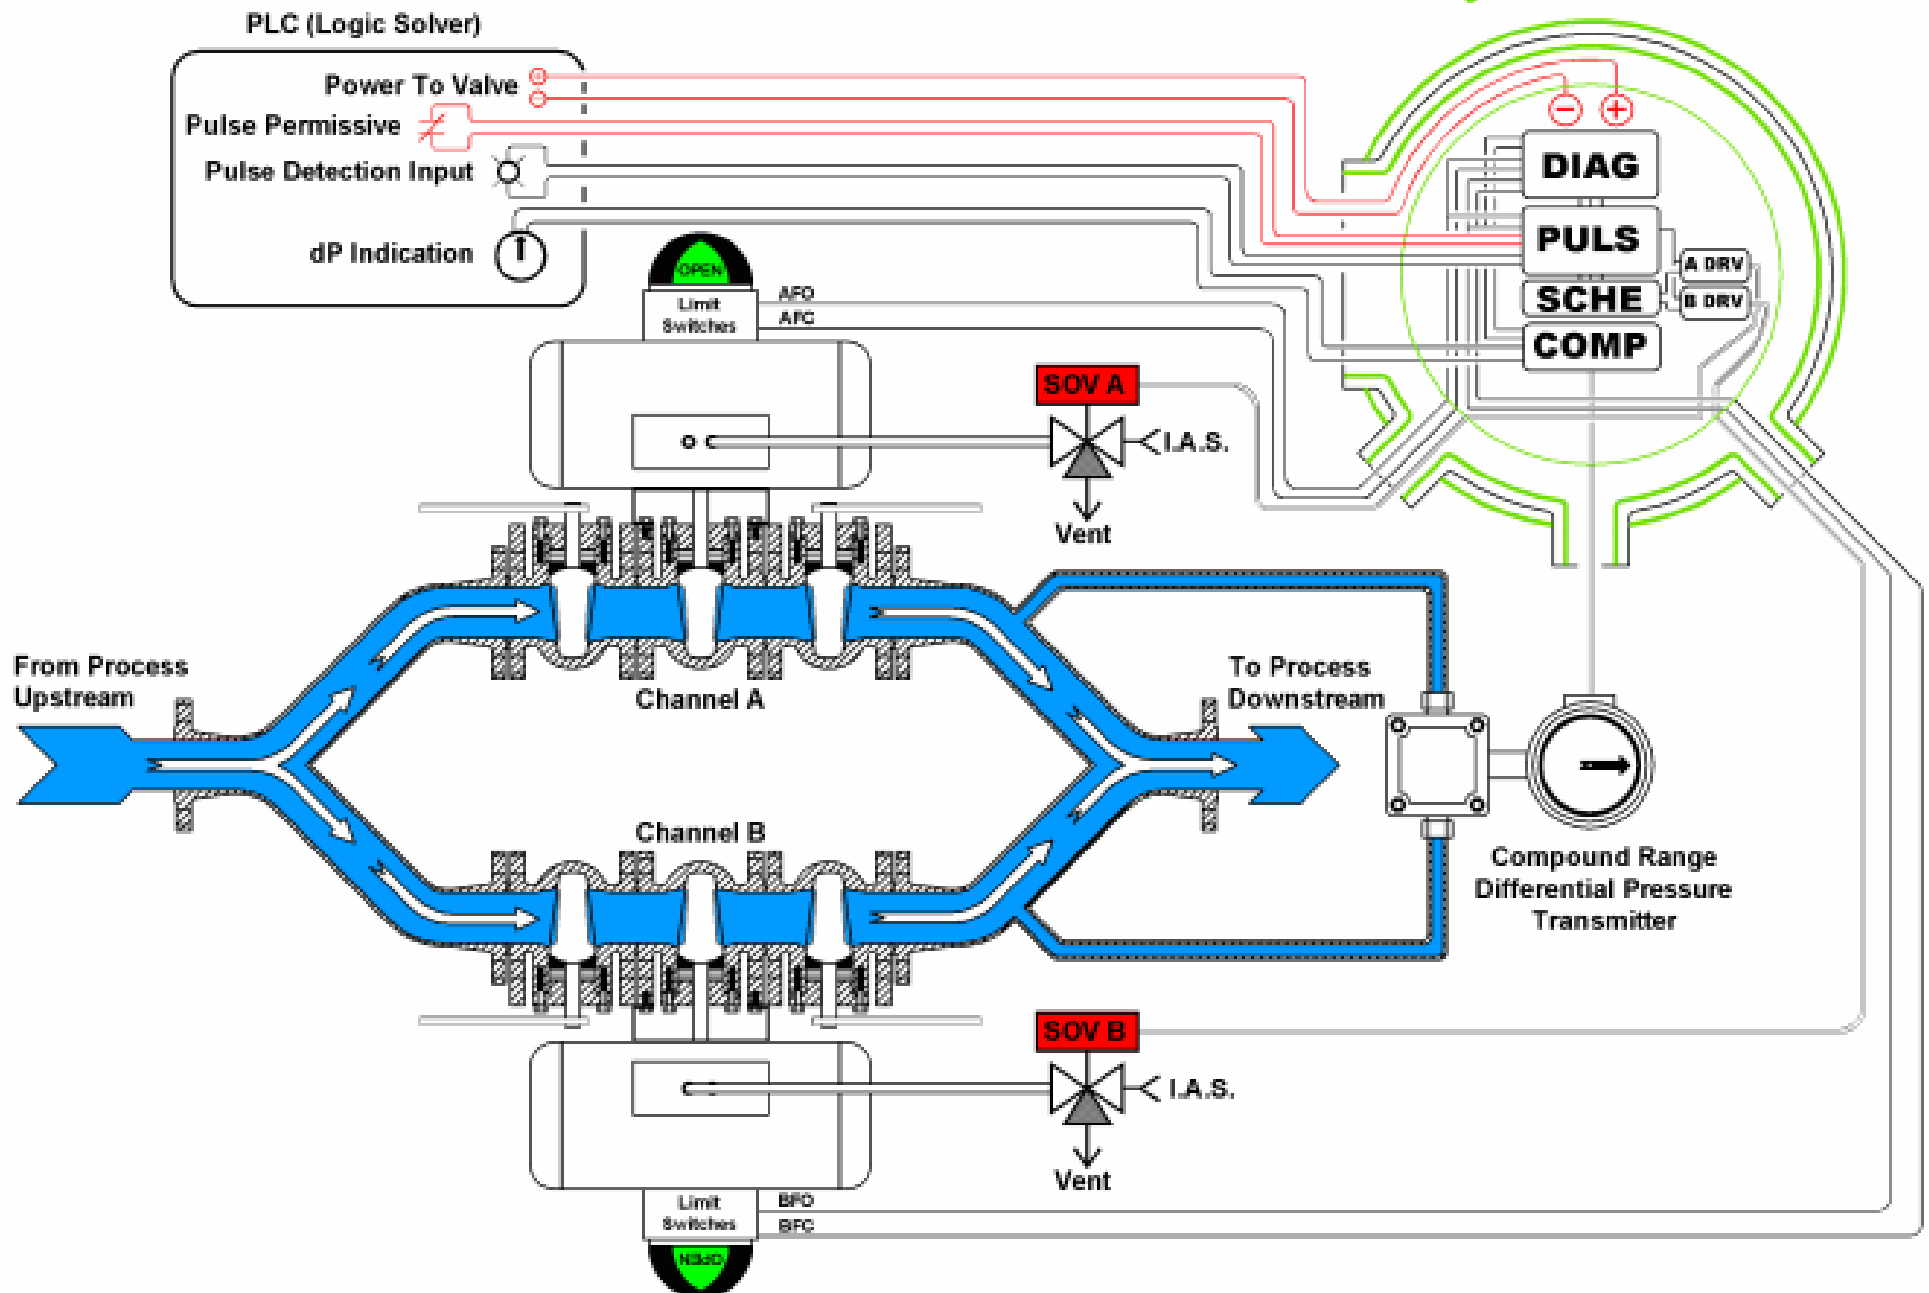 PLC (Logic Solver)
Power To Valve
Pulse Permissive
Pulse Detection Input
dP Indication
DIAG
PULS
A DRV
SCHE
B DRV
COMP
OPEN
Limit
Switches
AFO
AFC
SOV A
I.A.S.
Vent
From Process
Upstream
Channel A
To Process
Downstream
Channel B
Compound Range
Differential Pressure
Transmitter
SOV B
I.A.S.
Vent
Limit
Switches
BFO
BFC
OPEN